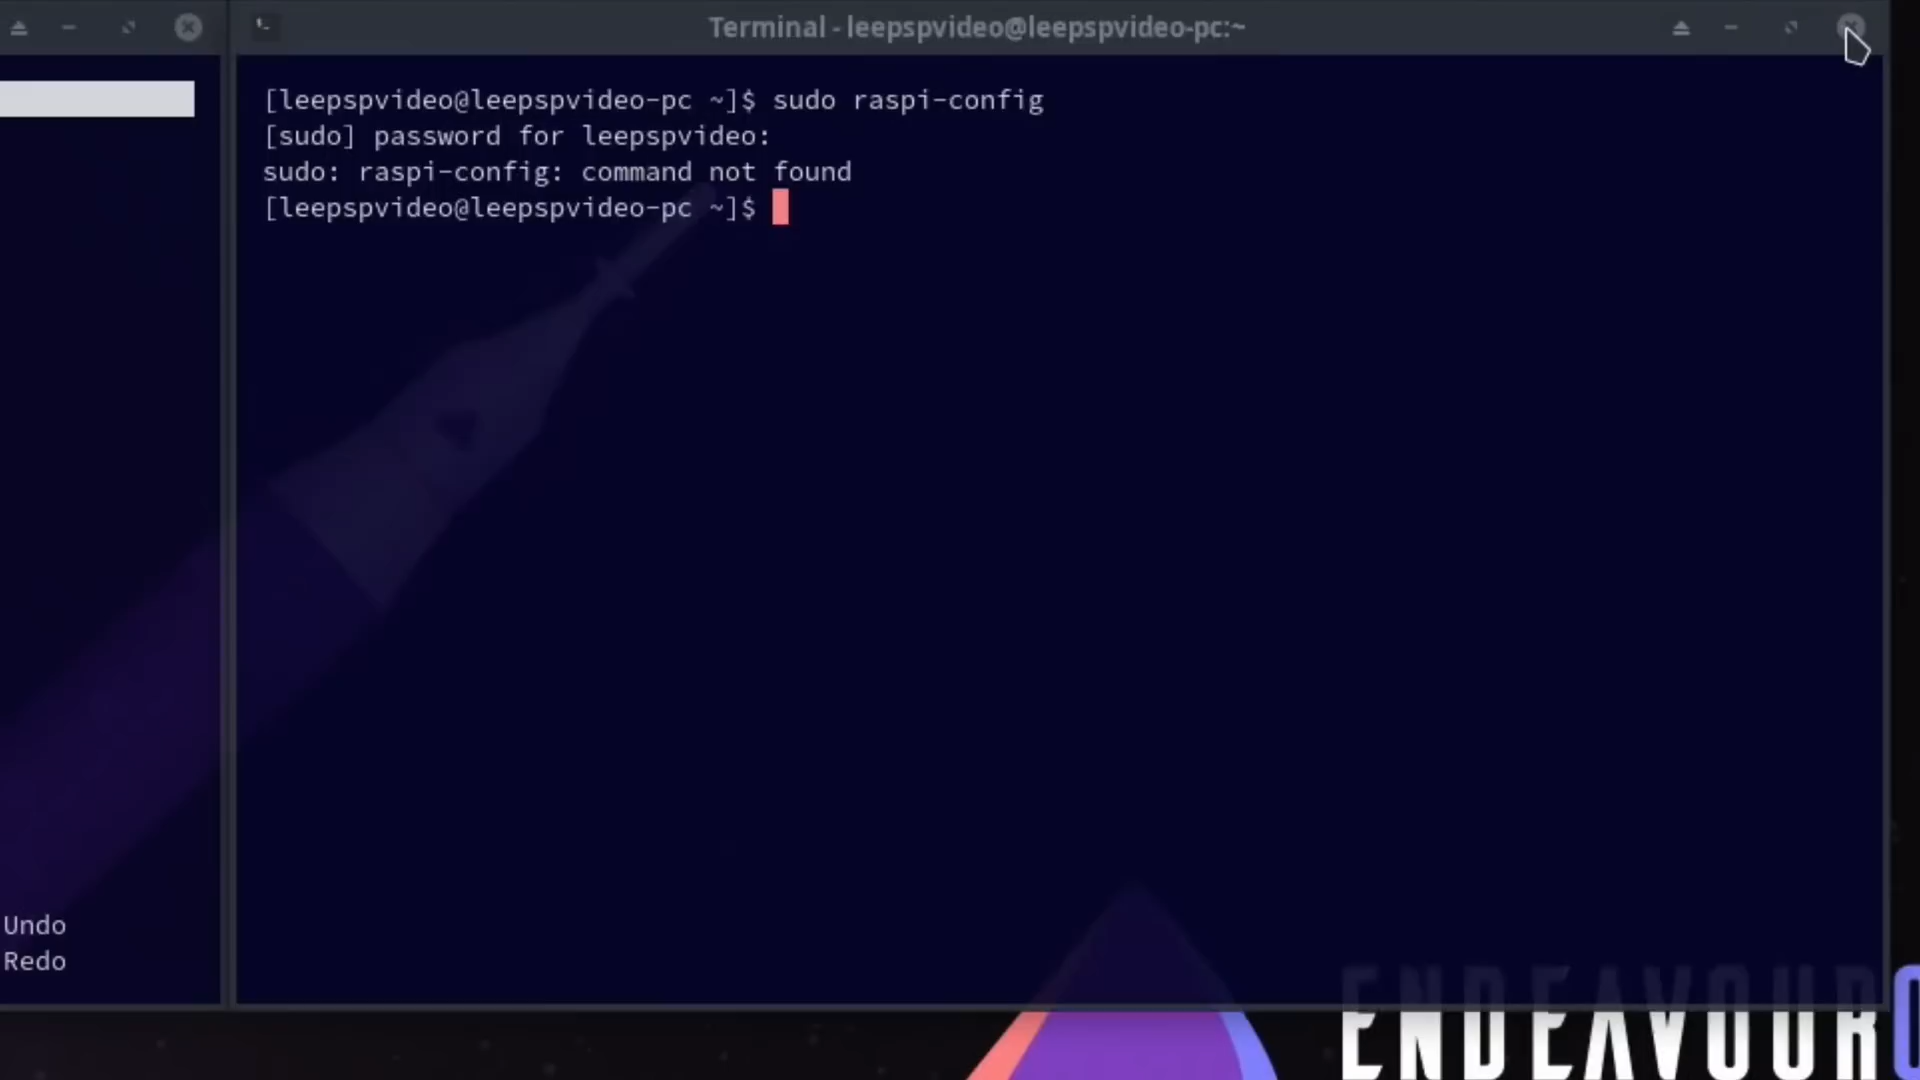 Terminal - leepspvideo@leepspvideo-pc:~
[leepspvideo@leepspvideo-pc ~]$ sudo raspi-config
[sudo] password for leepspvideo:
sudo: raspi-config: command not found
[leepspvideo@leepspvideo-pc ~]$
Undo
Redo
ENDEAVOURO